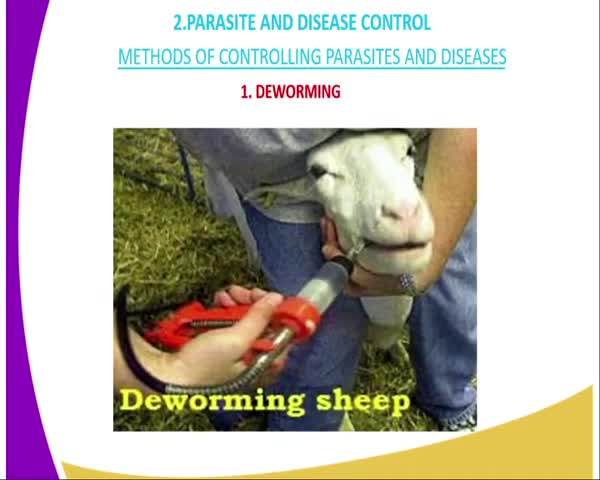 2.PARASITE AND DISEASE CONTROL
METHODS OF CONTROLLING PARASITES AND DISEASES
1. DEWORMING
Deworming sheep